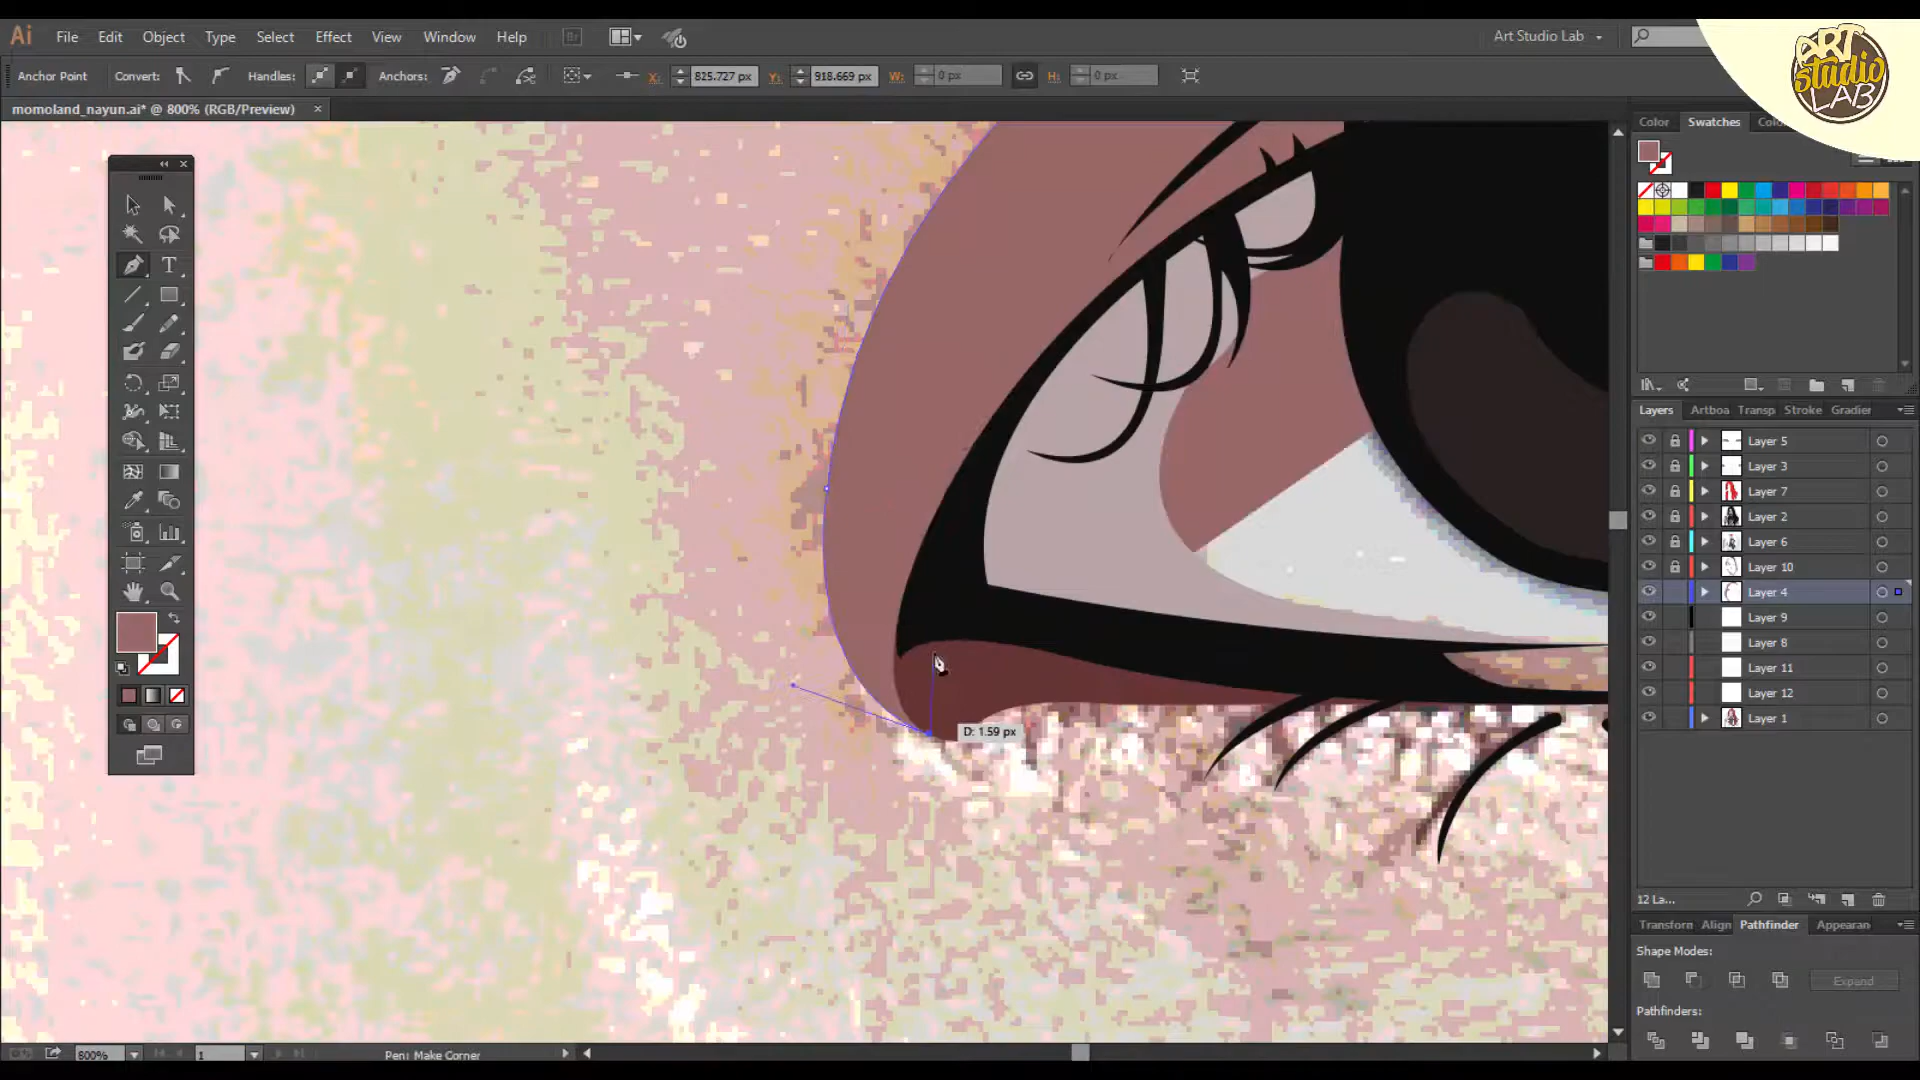 Ai File Edit Object Type Select Effect View Window Help Br Art Studio Lab
ART Studio LAB
Anchor Point Convert: Handles: Anchors: X: 825.727 px Y: 918.669 px W: 0 px H: 0 px
momoland_nayun.ai* @ 800% (RGB/Preview) ×
Color Swatches
T
D: 1.59 px
Layers Artboa Transp Stroke Gradier
Layer 5
Layer 3
Layer 7
Layer 2
Layer 6
Layer 10
Layer 4
Layer 9
Layer 8
Layer 11
Layer 12
Layer 1
12 La...
Transform Align Pathfinder Appearan
Shape Modes:
Expand
Pathfinders:
800% 1 Pen: Make Corner